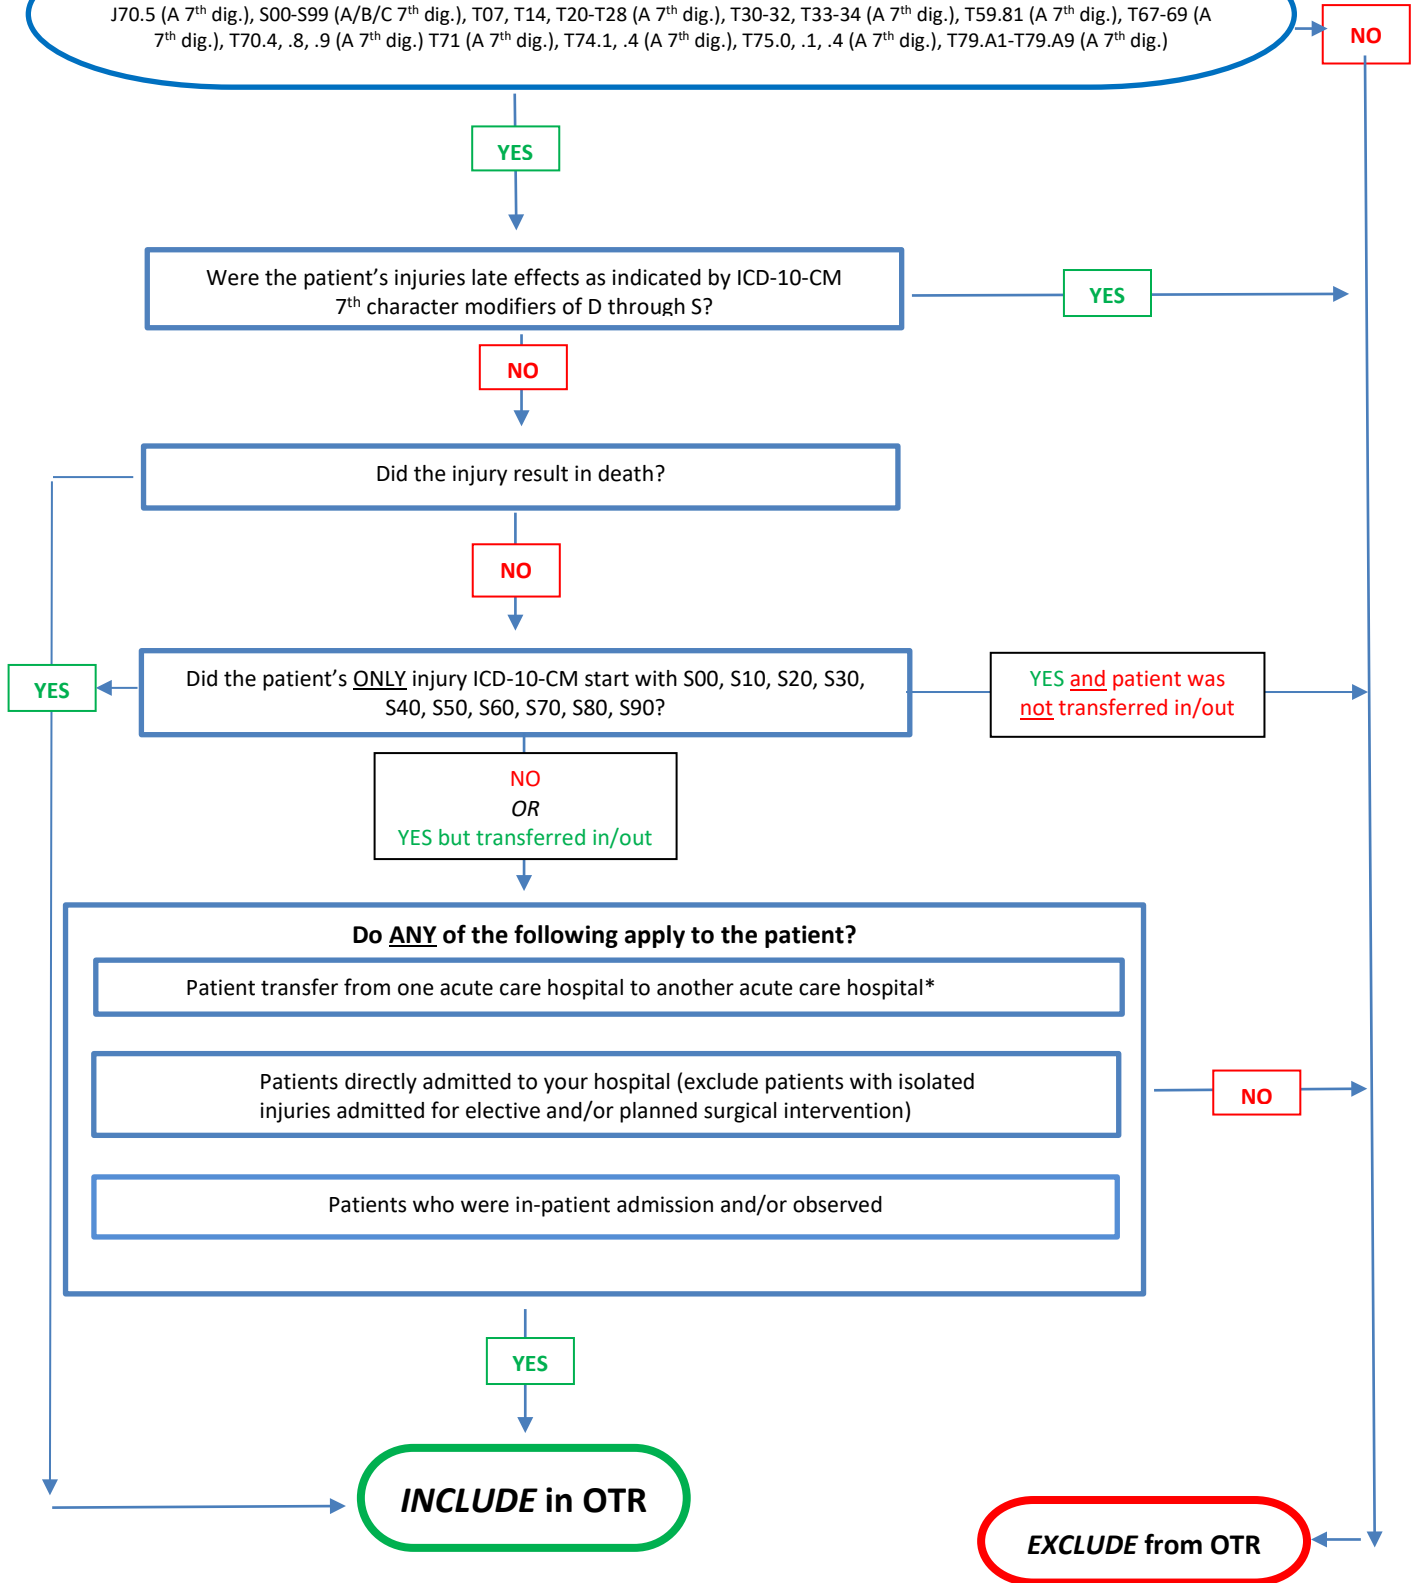 J70.5 (A 7th dig.), S00-S99 (A/B/C 7th dig.), T07, T14, T20-T28 (A 7th dig.), T30-32, T33-34 (A 7th dig.), T59.81 (A 7th dig.), T67-69 (A
7th dig.), T70.4, .8, .9 (A 7th dig.) T71 (A 7th dig.), T74.1, .4 (A 7th dig.), T75.0, .1, .4 (A 7th dig.), T79.A1-T79.A9 (A 7th dig.)
NO
YES
Were the patient’s injuries late effects as indicated by ICD-10-CM
7th character modifiers of D through S?
YES
NO
Did the injury result in death?
NO
YES
Did the patient’s ONLY injury ICD-10-CM start with S00, S10, S20, S30,
S40, S50, S60, S70, S80, S90?
YES and patient was
not transferred in/out
NO
OR
YES but transferred in/out
Do ANY of the following apply to the patient?
Patient transfer from one acute care hospital to another acute care hospital*
Patients directly admitted to your hospital (exclude patients with isolated
injuries admitted for elective and/or planned surgical intervention)
NO
Patients who were in-patient admission and/or observed
YES
INCLUDE in OTR
EXCLUDE from OTR